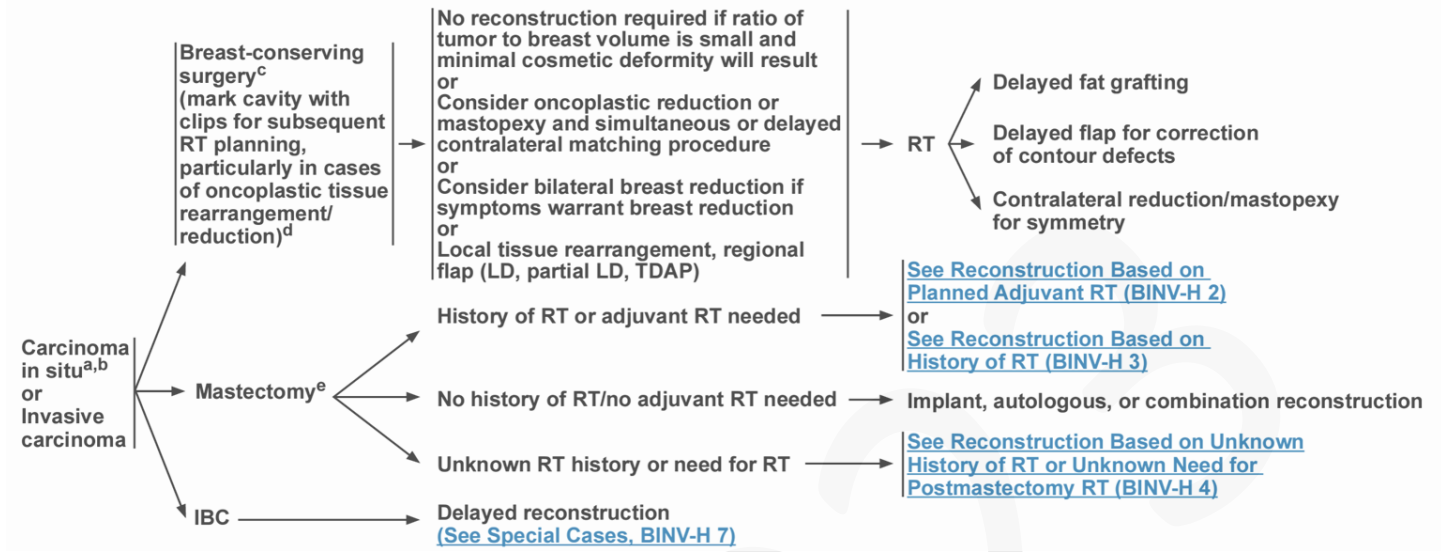 Carcinoma
in situa,b
or
Invasive
carcinoma
Breast-conserving
surgeryc
(mark cavity with
clips for subsequent
RT planning,
particularly in cases
of oncoplastic tissue
rearrangement/
reduction)d
No reconstruction required if ratio of
tumor to breast volume is small and
minimal cosmetic deformity will result
or
Consider oncoplastic reduction or
mastopexy and simultaneous or delayed
contralateral matching procedure
or
Consider bilateral breast reduction if
symptoms warrant breast reduction
or
Local tissue rearrangement, regional
flap (LD, partial LD, TDAP)
RT
Delayed fat grafting
Delayed flap for correction
of contour defects
Contralateral reduction/mastopexy
for symmetry
Mastectomye
History of RT or adjuvant RT needed
See Reconstruction Based on
Planned Adjuvant RT (BINV-H 2)
or
See Reconstruction Based on
History of RT (BINV-H 3)
No history of RT/no adjuvant RT needed
Implant, autologous, or combination reconstruction
Unknown RT history or need for RT
See Reconstruction Based on Unknown
History of RT or Unknown Need for
Postmastectomy RT (BINV-H 4)
IBC
Delayed reconstruction
(See Special Cases, BINV-H 7)